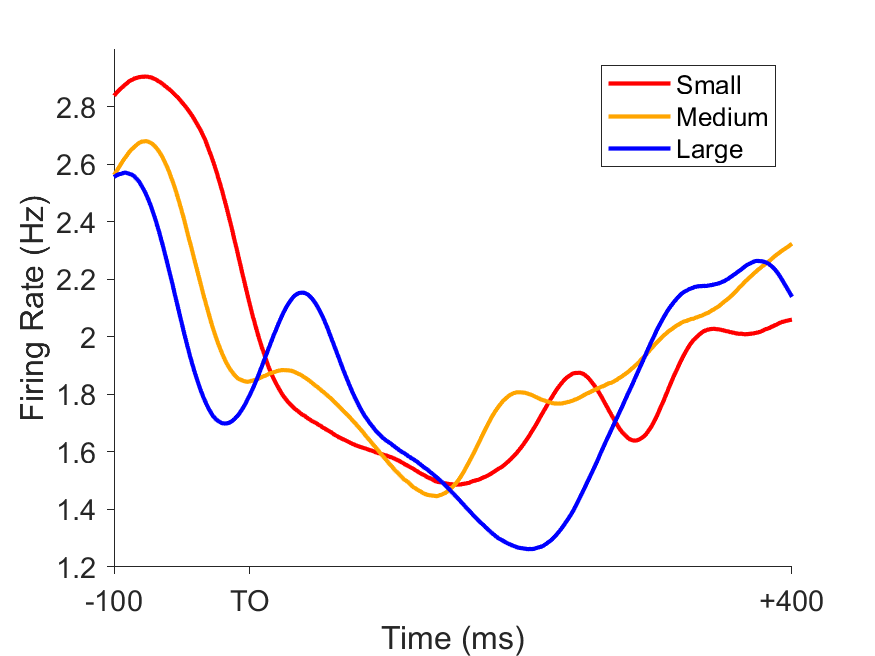 Small
Medium
Large
2.8
2.6
2.4
2.2
2
1.8
1.6
1.4
1.2
Firing Rate (Hz)
-100
TO
+400
Time (ms)